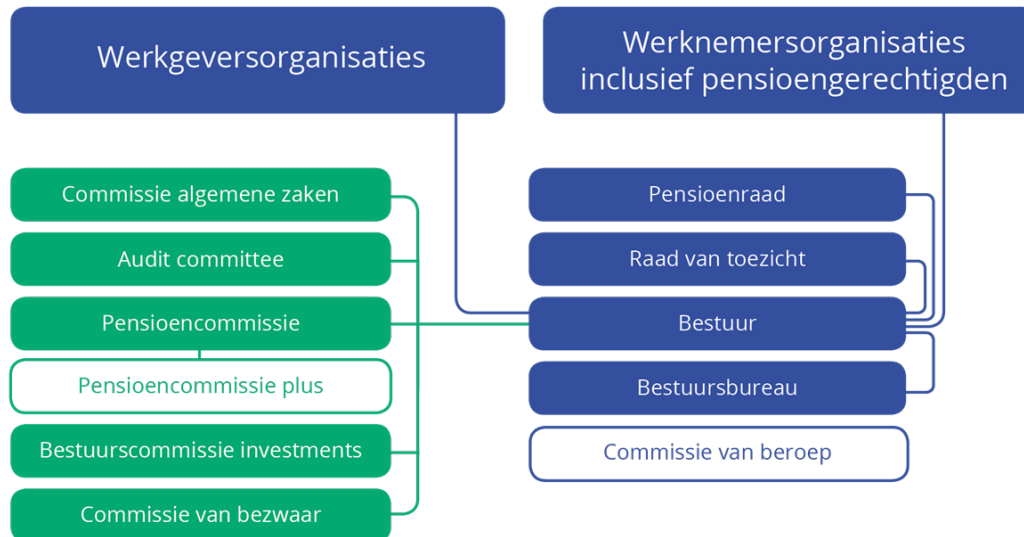 Werkgeversorganisaties
Werknemersorganisaties
inclusief pensioengerechtigden
Commissie algemene zaken
Audit committee
Pensioencommissie
Pensioencommissie plus
Bestuurscommissie investments
Commissie van bezwaar
Pensioenraad
Raad van toezicht
Bestuur
Bestuursbureau
Commissie van beroep